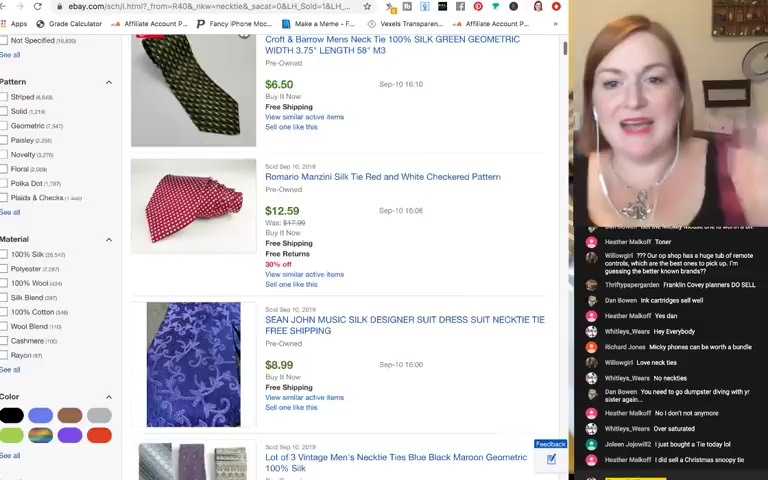 ebay.com/sch/i.html?_from=R40&_nkw=necktie&_sacat=0&LH_Sold=1&LH_...
Apps
Grade Calculator
Affiliate Account P...
Fancy iPhone Moc...
Make a Meme - F...
Vexels Transparen...
Affiliate Account P...
Not Specified (10,630)
See all
Pattern
Striped
Solid
Geometric
Paisley
Novelty
Floral
Polka Dot
Plaids & Checks
See all
Material
100% Silk
Polyester
100% Wool
Silk Blend
100% Cotton
Wool Blend
Cashmere
Rayon
See all
Color
See all
Croft & Barrow Mens Neck Tie 100% SILK GREEN GEOMETRIC
WIDTH 3.75" LENGTH 58" M3
Pre-Owned
$6.50
Sep-10 16:10
Buy It Now
Free Shipping
View similar active items
Sell one like this
Sold Sep 10, 2019
Romario Manzini Silk Tie Red and White Checkered Pattern
Pre-Owned
$12.59
Sep-10 16:06
Was: $17.99
Buy It Now
Free Shipping
Free Returns
30% off
View similar active items
Sell one like this
Sold Sep 10, 2019
SEAN JOHN MUSIC SILK DESIGNER SUIT DRESS SUIT NECKTIE TIE
FREE SHIPPING
Pre-Owned
$8.99
Sep-10 16:00
Buy It Now
Free Shipping
View similar active items
Sell one like this
Sold Sep 10, 2019
Lot of 3 Vintage Men's Necktie Ties Blue Black Maroon Geometric
100% Silk
Feedback
Heather Malkoff Toner
Willowgirl ??? Our op shop has a huge tub of remote
controls, which are the best ones to pick up. I'm
guessing the better known brands??
Thriftypapergarden Franklin Covey planners DO SELL
Dan Bowen Ink cartridges sell well
Heather Malkoff Yes dan
Whitleys_Wears Hey Everybody
Richard Jones Micky phones can be worth a bundle
Willowgirl Love neck ties
Whitleys_Wears No neckties
Dan Bowen You need to go dumpster diving with yr
sister again...
Heather Malkoff No I don't not anymore
Whitleys_Wears Over saturated
Joleen Jojowill2 I just bought a Tie today lol
Heather Malkoff I did sell a Christmas snoopy tie